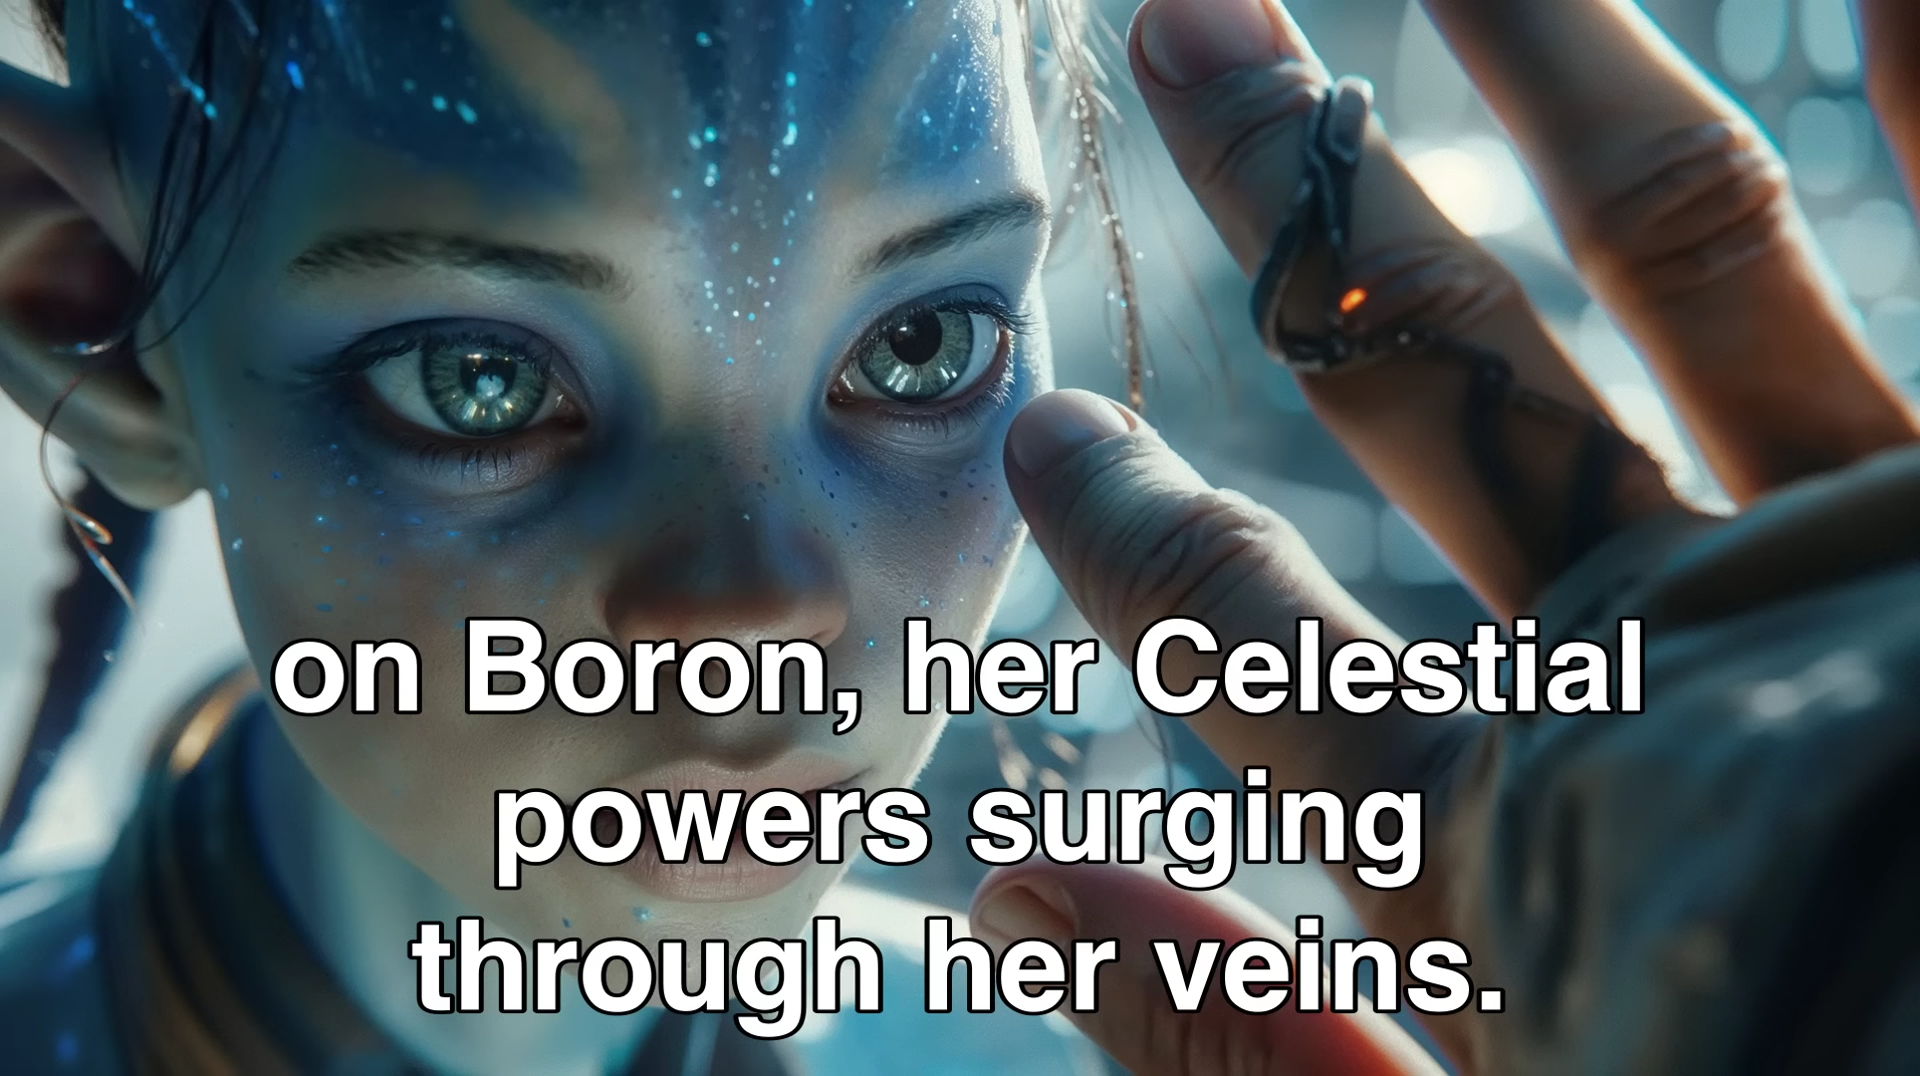 on Boron, her Celestial
powers surging
through her veins.